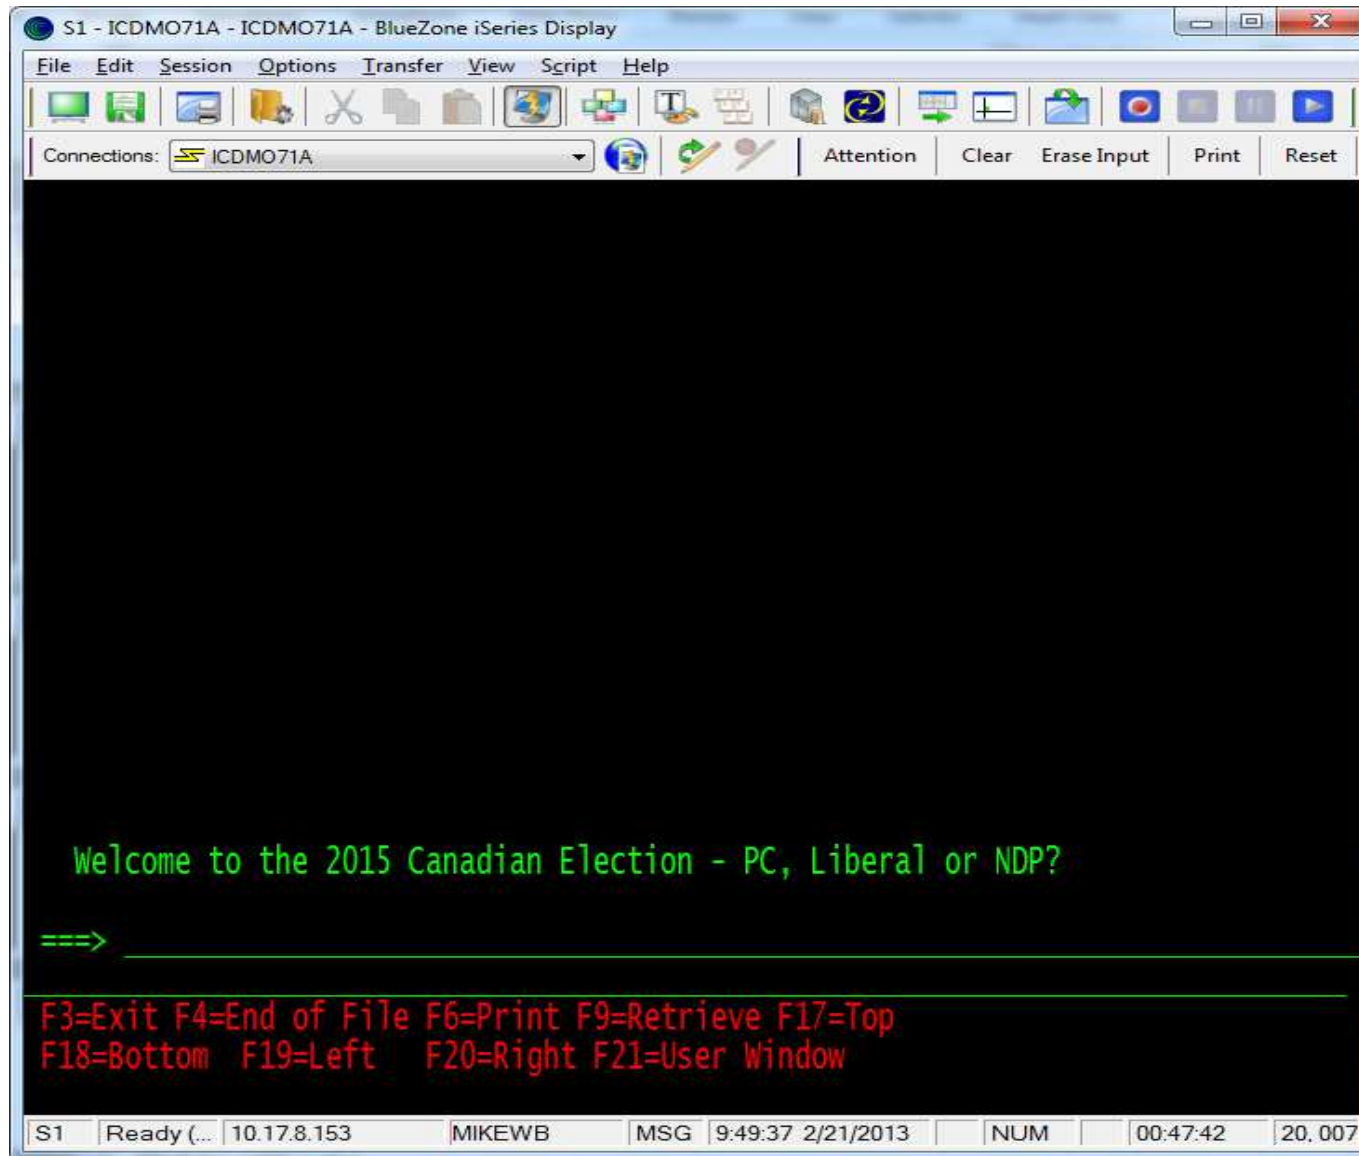 S1 - ICDMO71A - ICDMO71A - BlueZone iSeries Display
File Edit Session Options Transfer View Script Help
Connections: ICDMO71A Attention Clear Erase Input Print Reset
Welcome to the 2015 Canadian Election - PC, Liberal or NDP?
===>
F3=Exit F4=End of File F6=Print F9=Retrieve F17=Top
F18=Bottom F19=Left F20=Right F21=User Window
S1 Ready (... 10.17.8.153 MIKEWB MSG 9:49:37 2/21/2013 NUM 00:47:42 20, 007